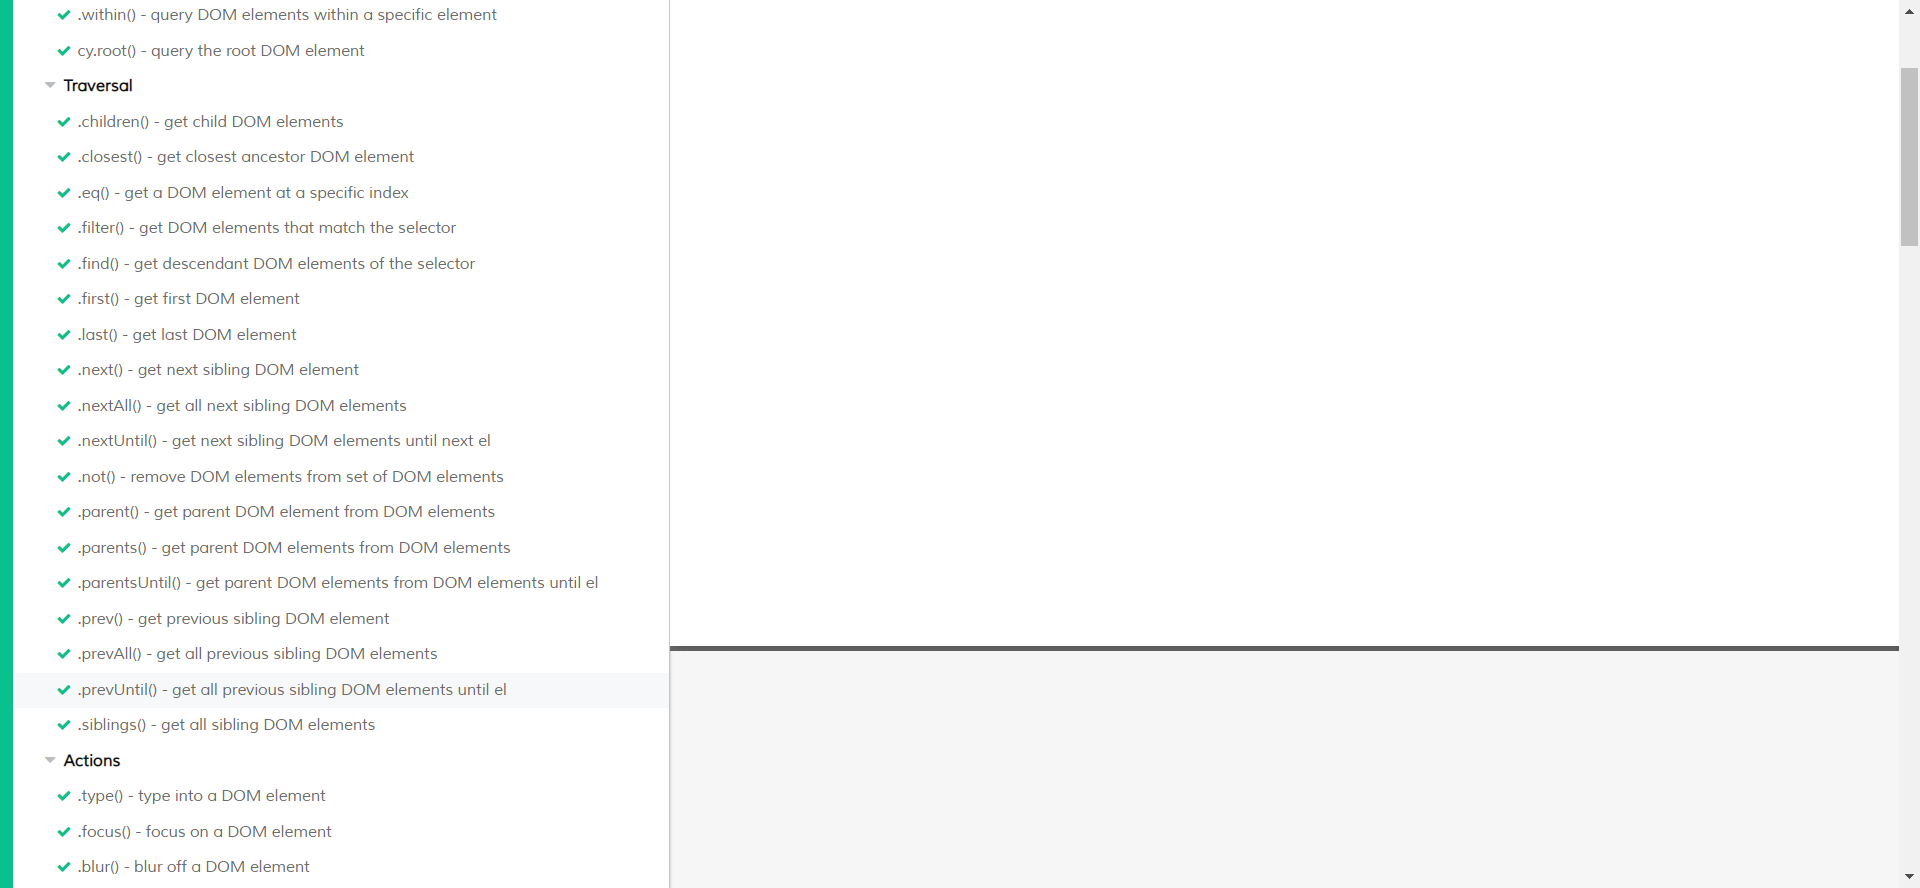 .within() - query DOM elements within a specific element
cy.root() - query the root DOM element
Traversal
.children() - get child DOM elements
.closest() - get closest ancestor DOM element
.eq() - get a DOM element at a specific index
.filter() - get DOM elements that match the selector
.find() - get descendant DOM elements of the selector
.first() - get first DOM element
.last() - get last DOM element
.next() - get next sibling DOM element
.nextAll() - get all next sibling DOM elements
.nextUntil() - get next sibling DOM elements until next el
.not() - remove DOM elements from set of DOM elements
.parent() - get parent DOM element from DOM elements
.parents() - get parent DOM elements from DOM elements
.parentsUntil() - get parent DOM elements from DOM elements until el
.prev() - get previous sibling DOM element
.prevAll() - get all previous sibling DOM elements
.prevUntil() - get all previous sibling DOM elements until el
.siblings() - get all sibling DOM elements
Actions
.type() - type into a DOM element
.focus() - focus on a DOM element
.blur() - blur off a DOM element